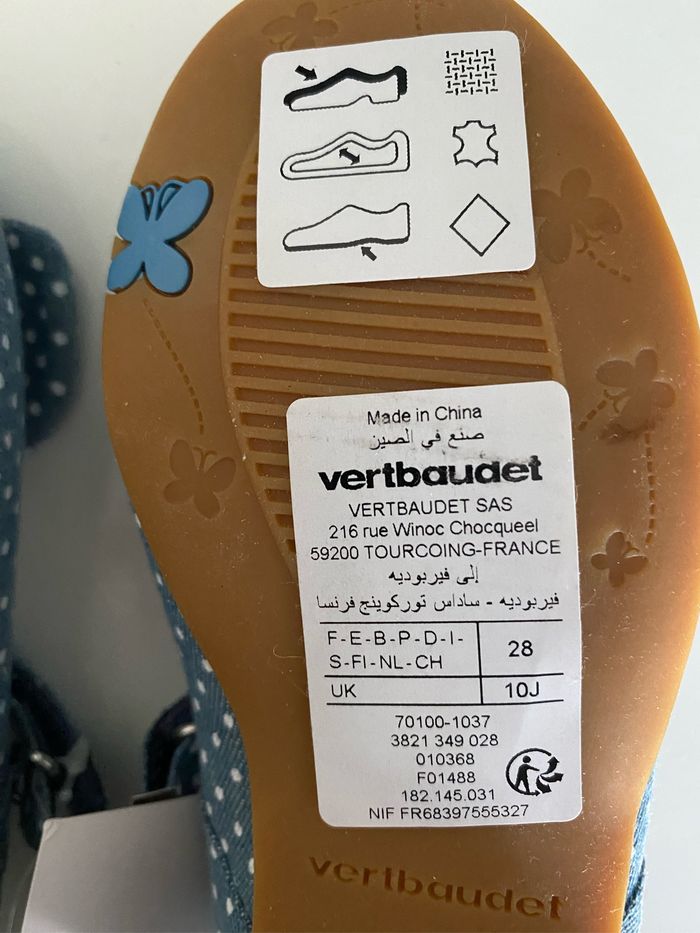 Made in China
صنع في الصين
vertbaudet
VERTBAUDET SAS
216 rue Winoc Chocqueel
59200 TOURCOING-FRANCE
إلى فيربوديه
فيربوديه - ساداس توركوينج فرنسا
F-E-B-P-D-I-
S-FI-NL-CH
28
UK
10J
70100-1037
3821 349 028
010368
F01488
182.145.031
NIF FR68397555327
vertbaudet